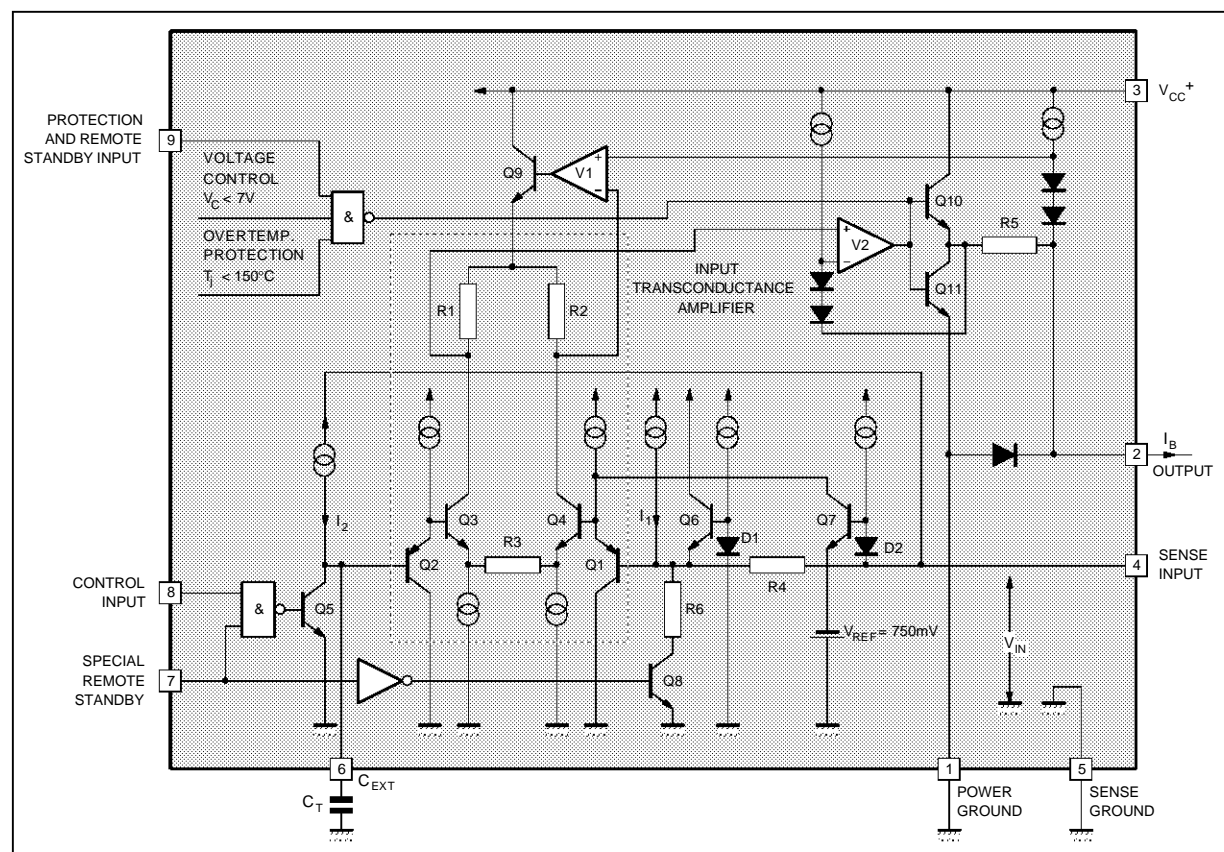 3
V_CC+
PROTECTION
AND REMOTE
STANDBY INPUT
9
VOLTAGE
CONTROL
V_C < 7V
&
OVERTEMP.
PROTECTION
T_j < 150°C
Q9
V1
+
−
Q10
R5
+
V2
−
INPUT
TRANSCONDUCTANCE
AMPLIFIER
Q11
R1
R2
2
I_B
OUTPUT
I_2
Q3
Q4
I_1
Q6
D1
Q7
D2
Q2
R3
Q1
R4
4
SENSE
INPUT
CONTROL
INPUT
8
&
Q5
R6
V_REF = 750mV
V_IN
SPECIAL
REMOTE
STANDBY
7
Q8
6
C_EXT
C_T
1
POWER
GROUND
5
SENSE
GROUND